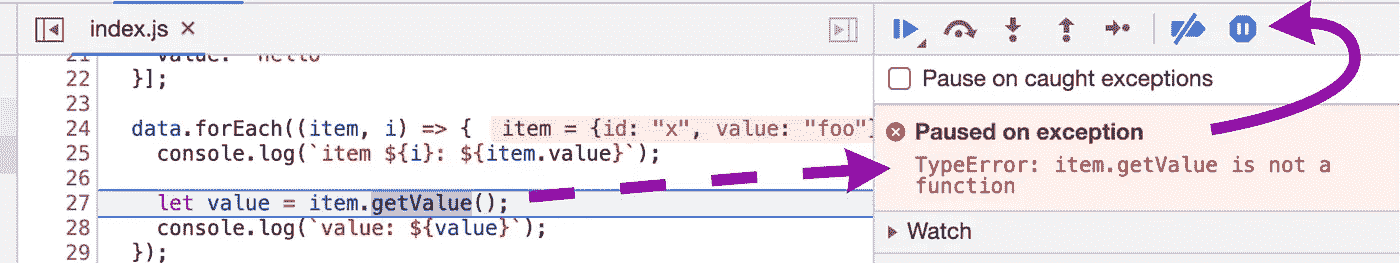 index.js ×
21 value: "hello"
22 }];
23
24 data.forEach((item, i) => { item = {id: "x", value: "foo"}
25 console.log(`item ${i}: ${item.value}`);
26
27 let value = item.getValue();
28 console.log(`value: ${value}`);
29 });
Pause on caught exceptions
Paused on exception
TypeError: item.getValue is not a
function
Watch